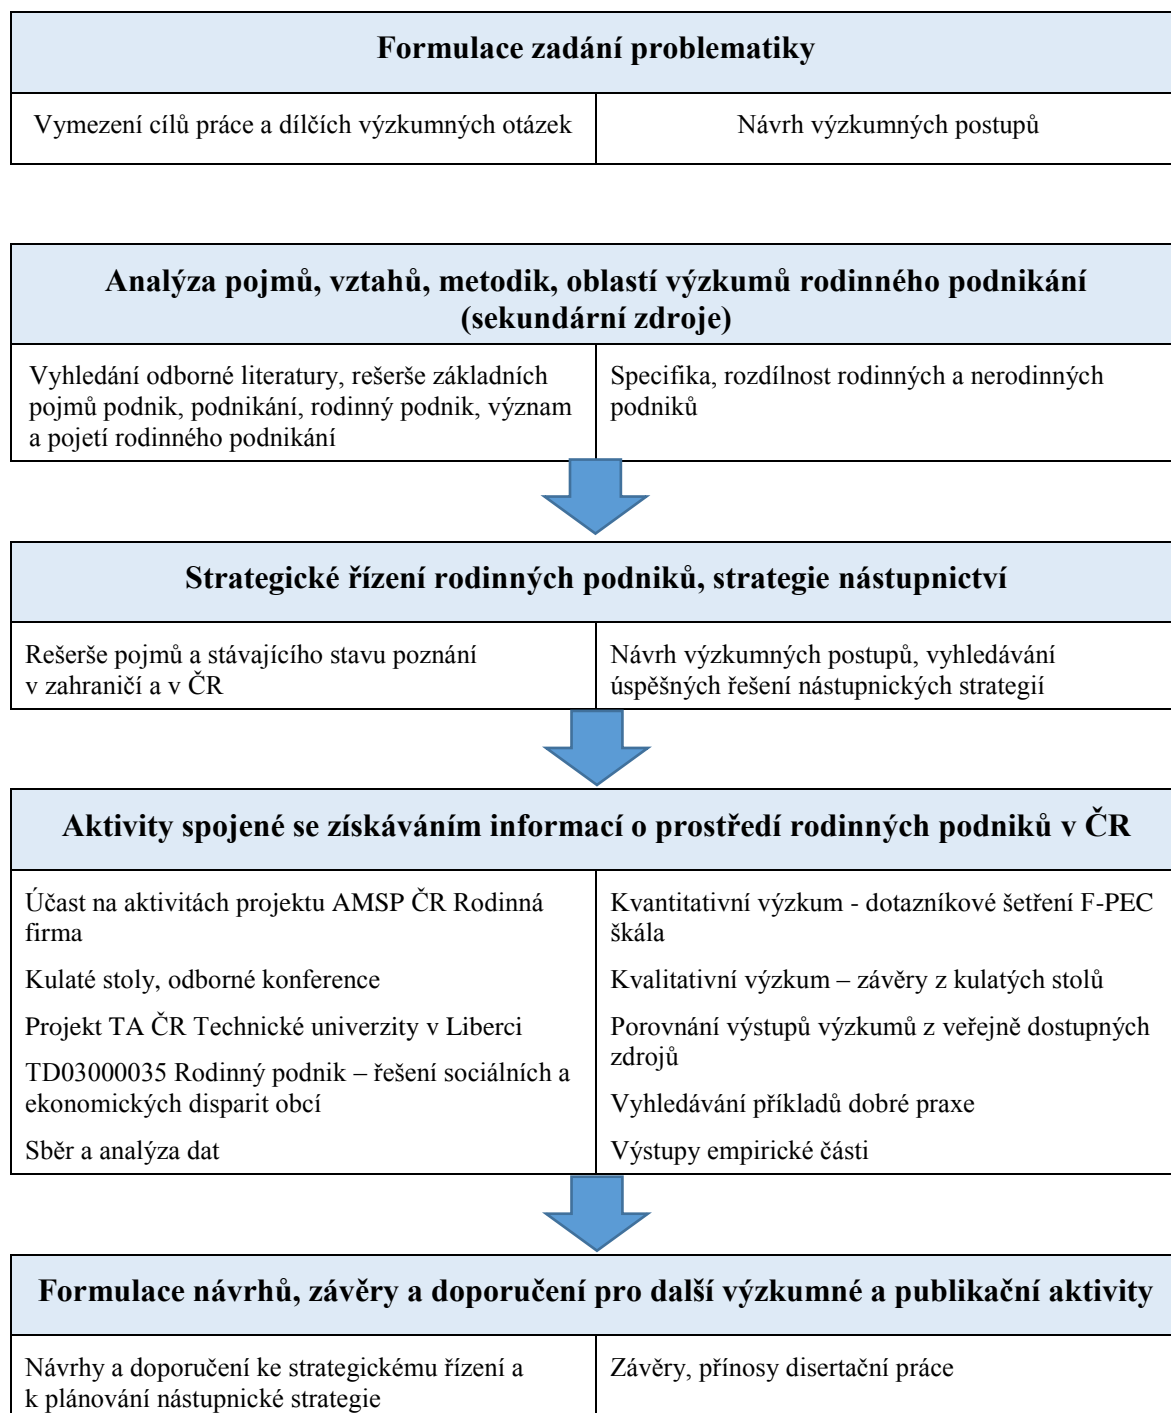 Formulace zadání problematiky
Vymezení cílů práce a dílčích výzkumných otázek
Návrh výzkumných postupů
Analýza pojmů, vztahů, metodik, oblastí výzkumů rodinného podnikání
(sekundární zdroje)
Vyhledání odborné literatury, rešerše základních
pojmů podnik, podnikání, rodinný podnik, význam
a pojetí rodinného podnikání
Specifika, rozdílnost rodinných a nerodinných
podniků
Strategické řízení rodinných podniků, strategie nástupnictví
Rešerše pojmů a stávajícího stavu poznání
v zahraničí a v ČR
Návrh výzkumných postupů, vyhledávání
úspěšných řešení nástupnických strategií
Aktivity spojené se získáváním informací o prostředí rodinných podniků v ČR
Účast na aktivitách projektu AMSP ČR Rodinná
firma
Kulaté stoly, odborné konference
Projekt TA ČR Technické univerzity v Liberci
TD03000035 Rodinný podnik – řešení sociálních a
ekonomických disparit obcí
Sběr a analýza dat
Kvantitativní výzkum - dotazníkové šetření F-PEC
škála
Kvalitativní výzkum – závěry z kulatých stolů
Porovnání výstupů výzkumů z veřejně dostupných
zdrojů
Vyhledávání příkladů dobré praxe
Výstupy empirické části
Formulace návrhů, závěry a doporučení pro další výzkumné a publikační aktivity
Návrhy a doporučení ke strategickému řízení a
k plánování nástupnické strategie
Závěry, přínosy disertační práce